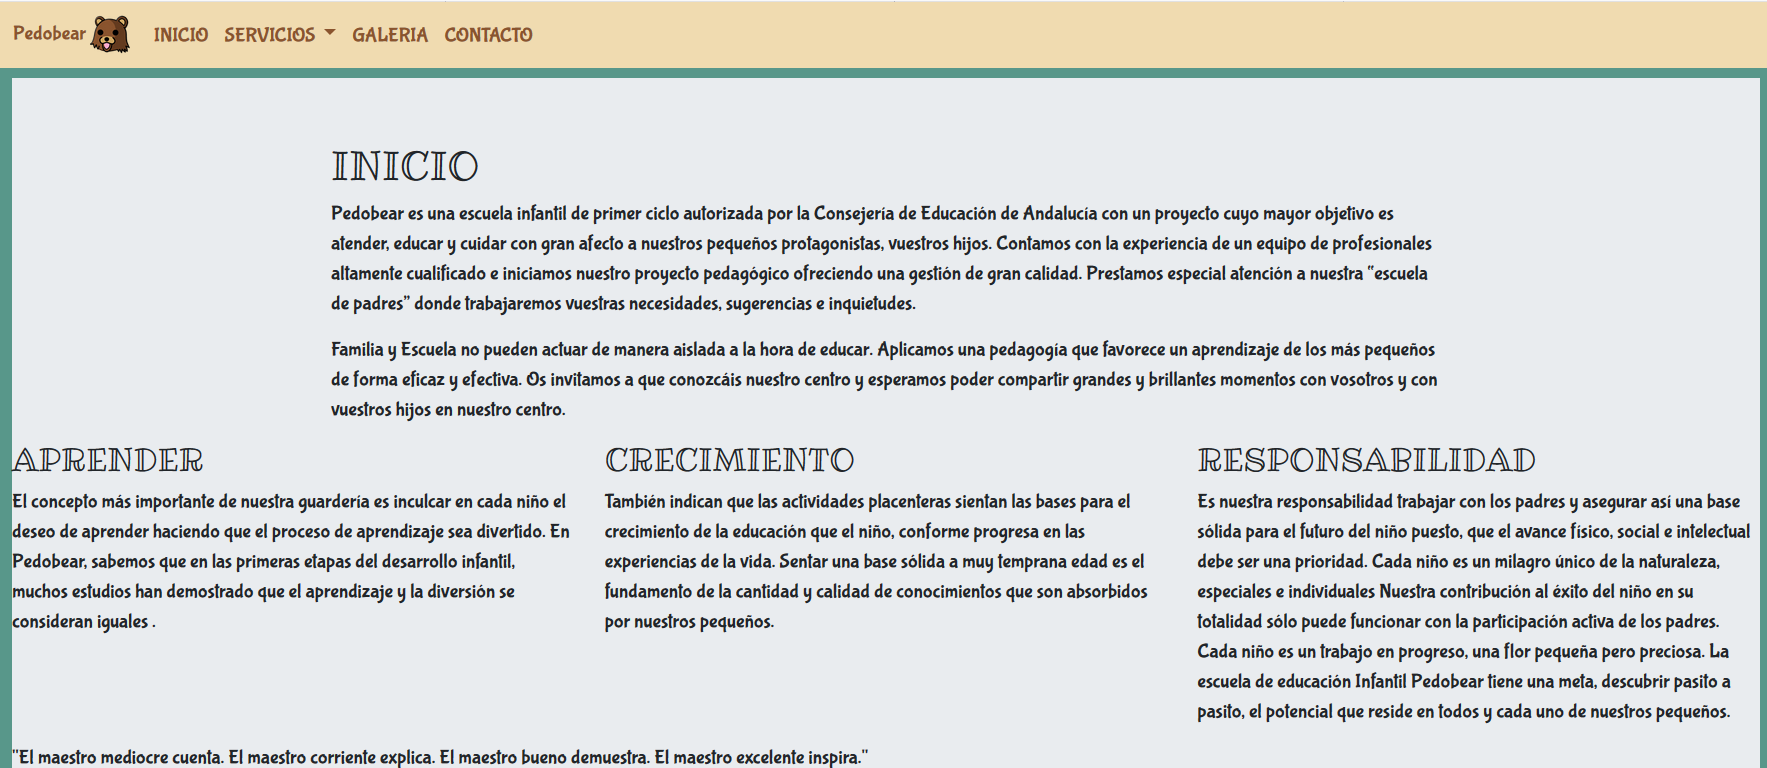 Pedobear INICIO SERVICIOS GALERIA CONTACTO
INICIO
Pedobear es una escuela infantil de primer ciclo autorizada por la Consejería de Educación de Andalucía con un proyecto cuyo mayor objetivo es
atender, educar y cuidar con gran afecto a nuestros pequeños protagonistas, vuestros hijos. Contamos con la experiencia de un equipo de profesionales
altamente cualificado e iniciamos nuestro proyecto pedagógico ofreciendo una gestión de gran calidad. Prestamos especial atención a nuestra “escuela
de padres” donde trabajaremos vuestras necesidades, sugerencias e inquietudes.
Familia y Escuela no pueden actuar de manera aislada a la hora de educar. Aplicamos una pedagogía que favorece un aprendizaje de los más pequeños
de forma eficaz y efectiva. Os invitamos a que conozcáis nuestro centro y esperamos poder compartir grandes y brillantes momentos con vosotros y con
vuestros hijos en nuestro centro.
APRENDER
El concepto más importante de nuestra guardería es inculcar en cada niño el
deseo de aprender haciendo que el proceso de aprendizaje sea divertido. En
Pedobear, sabemos que en las primeras etapas del desarrollo infantil,
muchos estudios han demostrado que el aprendizaje y la diversión se
consideran iguales .
CRECIMIENTO
También indican que las actividades placenteras sientan las bases para el
crecimiento de la educación que el niño, conforme progresa en las
experiencias de la vida. Sentar una base sólida a muy temprana edad es el
fundamento de la cantidad y calidad de conocimientos que son absorbidos
por nuestros pequeños.
RESPONSABILIDAD
Es nuestra responsabilidad trabajar con los padres y asegurar así una base
sólida para el futuro del niño puesto, que el avance físico, social e intelectual
debe ser una prioridad. Cada niño es un milagro único de la naturaleza,
especiales e individuales Nuestra contribución al éxito del niño en su
totalidad sólo puede funcionar con la participación activa de los padres.
Cada niño es un trabajo en progreso, una flor pequeña pero preciosa. La
escuela de educación Infantil Pedobear tiene una meta, descubrir pasito a
pasito, el potencial que reside en todos y cada uno de nuestros pequeños.
"El maestro mediocre cuenta. El maestro corriente explica. El maestro bueno demuestra. El maestro excelente inspira."